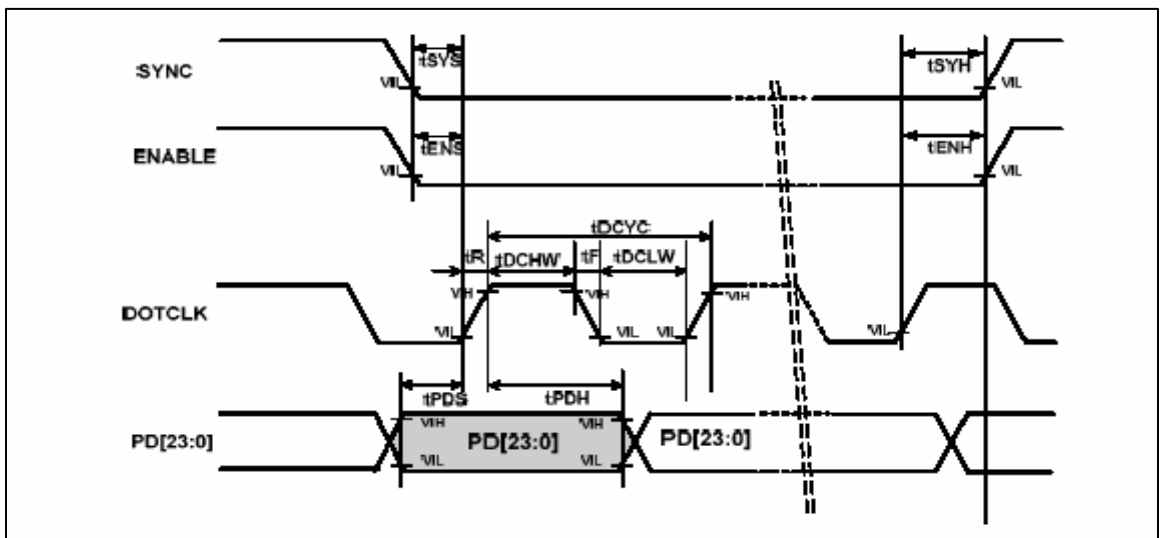 SYNC
tSYS
VIL
tSYH
VIL
ENABLE
tENS
VIL
tENH
VIL
tDCYC
tR
tDCHW
tF
tDCLW
DOTCLK
VIH
VIH
VIH
VIL
VIL
VIL
VIL
tPDS
tPDH
PD[23:0]
VIH
VIL
PD[23:0]
VIH
VIL
PD[23:0]